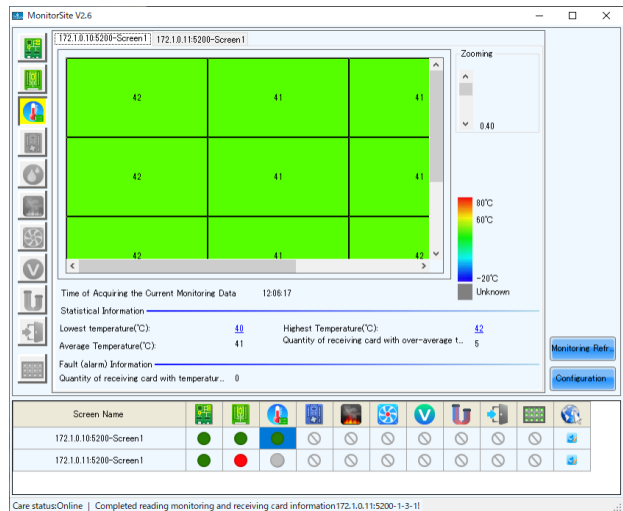 MonitorSite V2.6
172.1.0.10:5200-Screen1 172.1.0.11:5200-Screen1
Zooming
42 41 41
0.40
42 41 41
80℃
60℃
42 41 42
-20℃
Unknown
Time of Acquiring the Current Monitoring Data 12:06:17
Statistical Information
Lowest temperature(℃): 40 Highest Temperature(℃): 42
Average Temperature(℃): 41 Quantity of receiving card with over-average t... 5
Monitoring Refr...
Fault (alarm) Information
Quantity of receiving card with temperatur... 0
Configuration
Screen Name
172.1.0.10:5200-Screen1
172.1.0.11:5200-Screen1
Care status:Online | Completed reading monitoring and receiving card information172.1.0.11:5200-1-3-1!